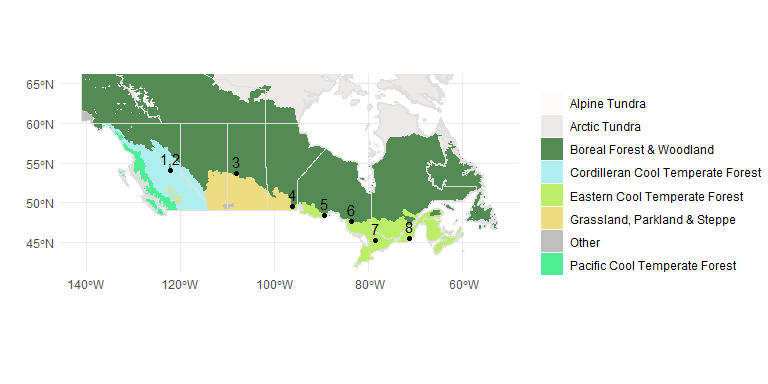 65°N
60°N
55°N
50°N
45°N
140°W
120°W
100°W
80°W
60°W
1,2
3
4
5
6
7
8
Alpine Tundra
Arctic Tundra
Boreal Forest & Woodland
Cordilleran Cool Temperate Forest
Eastern Cool Temperate Forest
Grassland, Parkland & Steppe
Other
Pacific Cool Temperate Forest